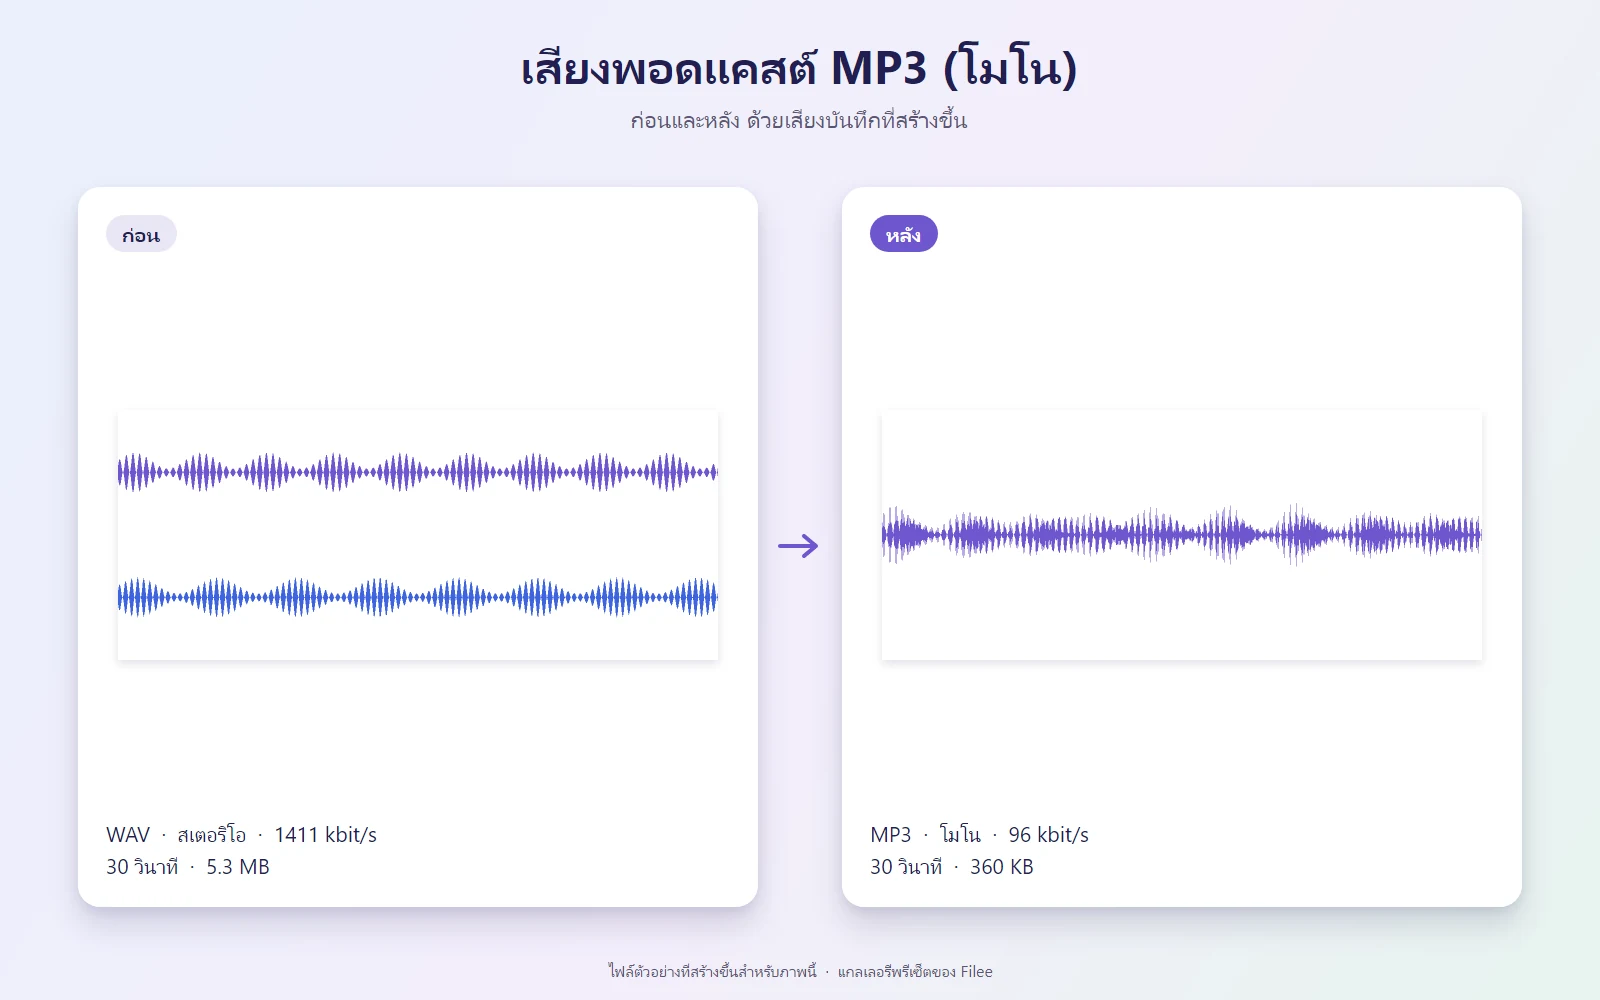 เสียงพอดแคสต์ MP3 (โมโน)
ก่อนและหลัง ด้วยเสียงบันทึกที่สร้างขึ้น
ก่อน
WAV · สเตอริโอ · 1411 kbit/s
30 วินาที · 5.3 MB
หลัง
MP3 · โมโน · 96 kbit/s
30 วินาที · 360 KB
ไฟล์ตัวอย่างที่สร้างขึ้นสำหรับภาพนี้ · แกลเลอรีพรีเซ็ตของ Filee